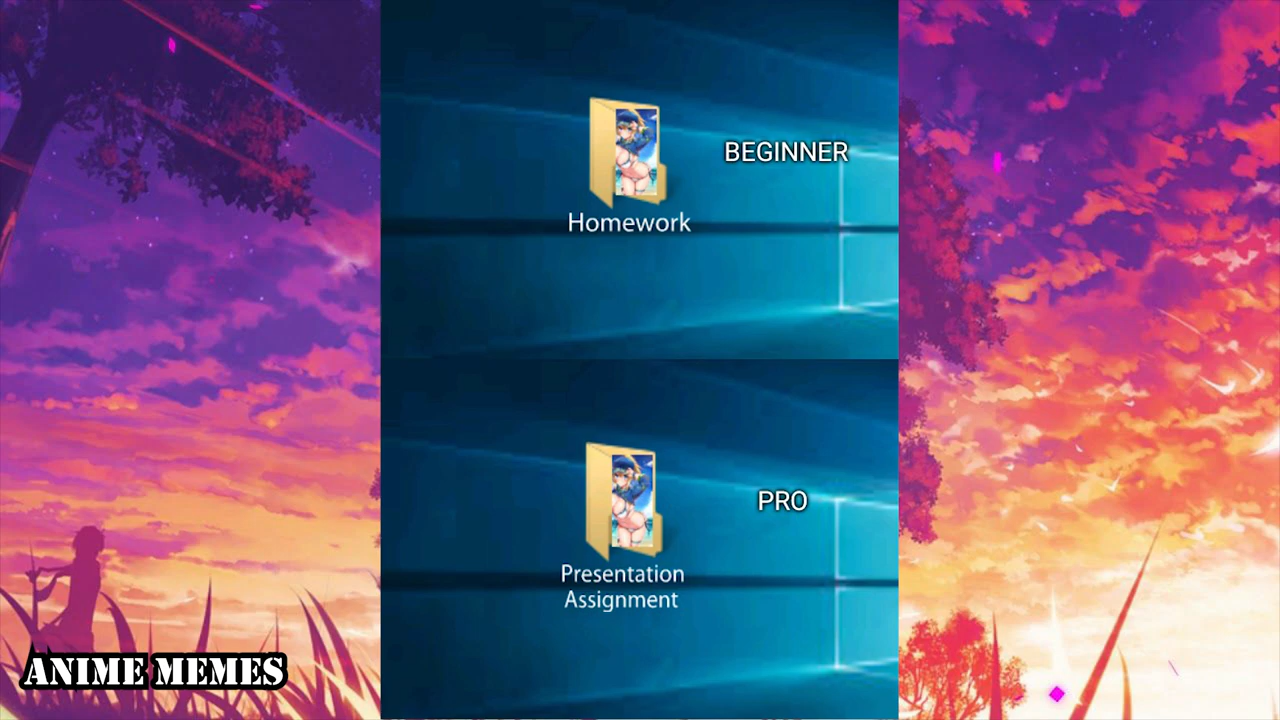 BEGINNER
Homework
PRO
Presentation
Assignment
ANIME MEMES